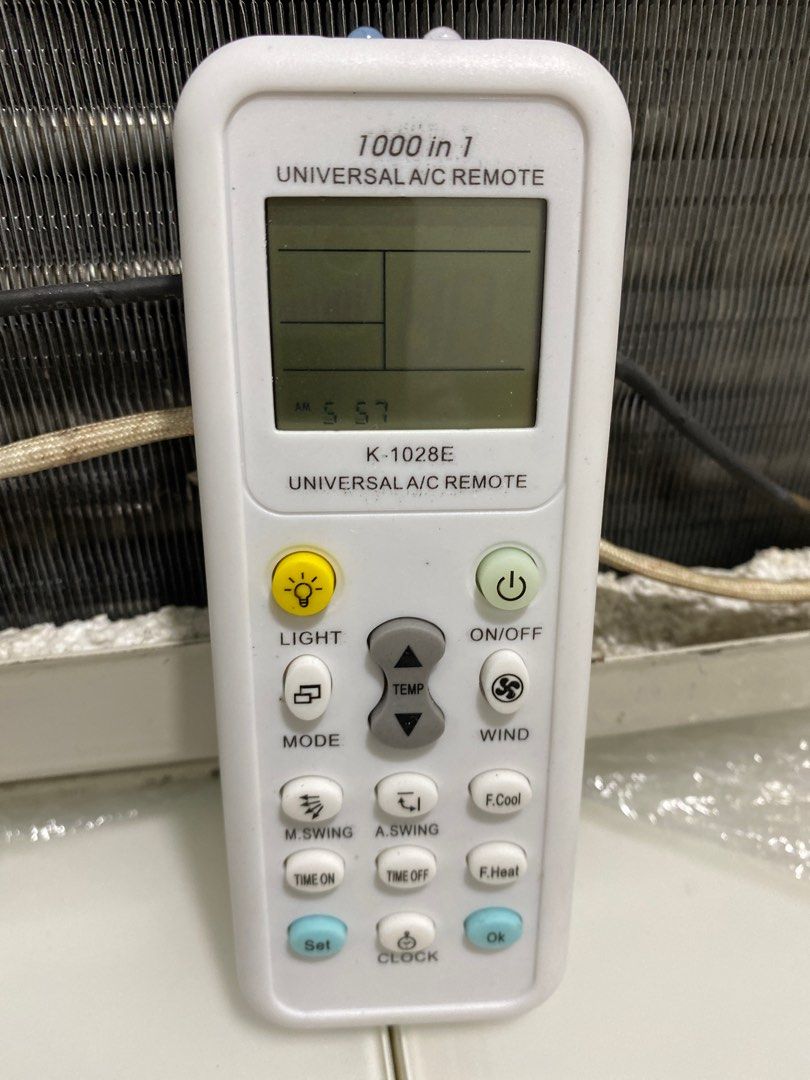 1000 in 1
UNIVERSAL A/C REMOTE
AM 5 57
K-1028E
UNIVERSAL A/C REMOTE
LIGHT
ON/OFF
TEMP
MODE
WIND
F.Cool
M.SWING
A.SWING
TIME ON
TIME OFF
F.Heat
Set
CLOCK
Ok